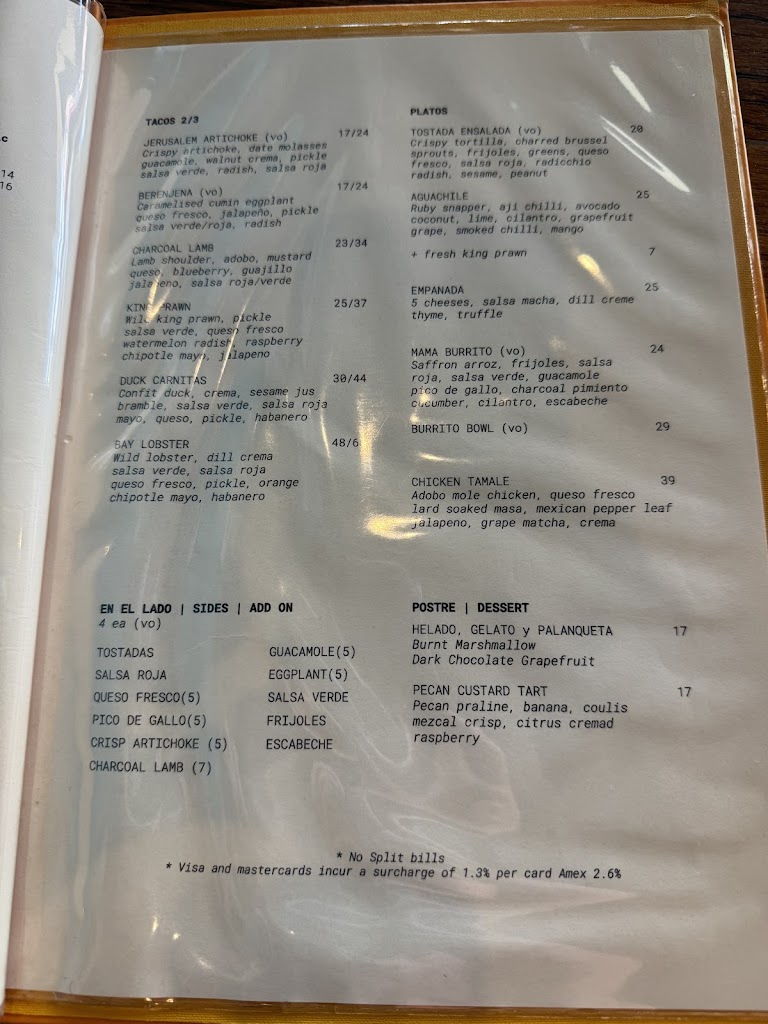 c
14
16
TACOS 2/3
JERUSALEM ARTICHOKE (vo) 17/24
Crispy artichoke, date molasses
guacamole, walnut crema, pickle
salsa verde, radish, salsa roja
BERENJENA (vo) 17/24
Caramelised cumin eggplant
queso fresco, jalapeño, pickle
salsa verde/roja, radish
CHARCOAL LAMB 23/34
Lamb shoulder, adobo, mustard
queso, blueberry, guajillo
jalapeno, salsa roja/verde
KING PRAWN 25/37
Wild king prawn, pickle
salsa verde, queso fresco
watermelon radish, raspberry
chipotle mayo, jalapeno
DUCK CARNITAS 30/44
Confit duck, crema, sesame jus
bramble, salsa verde, salsa roja
mayo, queso, pickle, habanero
BAY LOBSTER 48/6
Wild lobster, dill crema
salsa verde, salsa roja
queso fresco, pickle, orange
chipotle mayo, habanero
PLATOS
TOSTADA ENSALADA (vo) 20
Crispy tortilla, charred brussel
sprouts, frijoles, greens, queso
fresco, salsa roja, radicchio
radish, sesame, peanut
AGUACHILE 25
Ruby snapper, aji chilli, avocado
coconut, lime, cilantro, grapefruit
grape, smoked chilli, mango
+ fresh king prawn 7
EMPANADA 25
5 cheeses, salsa macha, dill creme
thyme, truffle
MAMA BURRITO (vo) 24
Saffron arroz, frijoles, salsa
roja, salsa verde, guacamole
pico de gallo, charcoal pimiento
cucumber, cilantro, escabeche
BURRITO BOWL (vo) 29
CHICKEN TAMALE 39
Adobo mole chicken, queso fresco
lard soaked masa, mexican pepper leaf
jalapeno, grape matcha, crema
EN EL LADO | SIDES | ADD ON
4 ea (vo)
TOSTADAS
SALSA ROJA
QUESO FRESCO(5)
PICO DE GALLO(5)
CRISP ARTICHOKE (5)
CHARCOAL LAMB (7)
GUACAMOLE(5)
EGGPLANT(5)
SALSA VERDE
FRIJOLES
ESCABECHE
POSTRE | DESSERT
HELADO, GELATO y PALANQUETA 17
Burnt Marshmallow
Dark Chocolate Grapefruit
PECAN CUSTARD TART 17
Pecan praline, banana, coulis
mezcal crisp, citrus cremad
raspberry
* No Split bills
* Visa and mastercards incur a surcharge of 1.3% per card Amex 2.6%